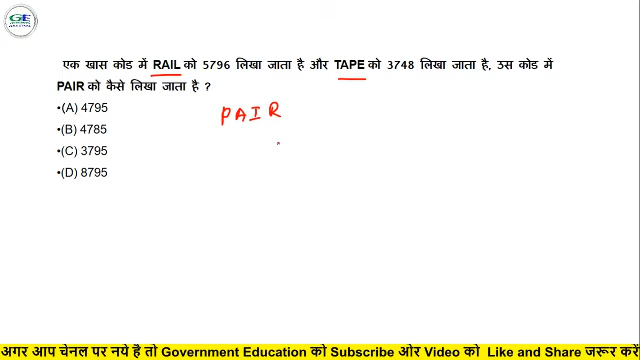 GE
एक खास कोड में RAIL को 5796 लिखा जाता है और TAPE को 3748 लिखा जाता है, उस कोड में
PAIR को कैसे लिखा जाता है ?
•(A) 4795
•(B) 4785
•(C) 3795
•(D) 8795
PAIR
अगर आप चेनल पर नये है तो Government Education को Subscribe ओर Video को Like and Share जरूर करे